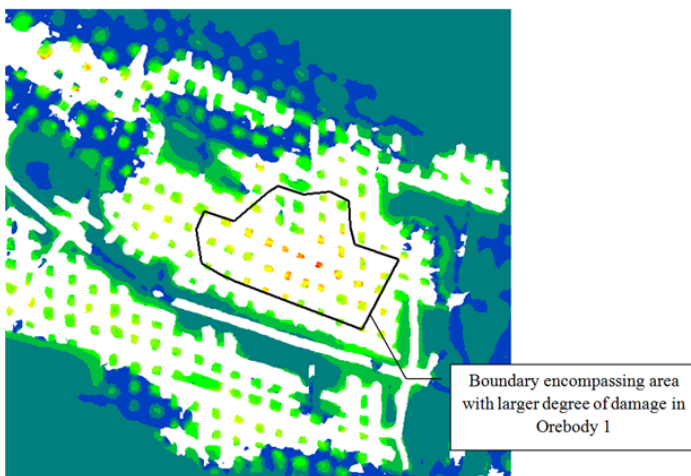 Boundary encompassing area
with larger degree of damage in
Orebody 1